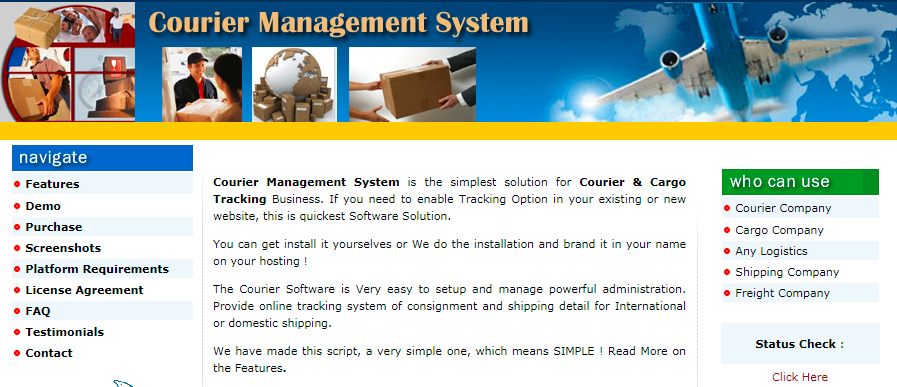 Courier Management System
navigate
Features
Demo
Purchase
Screenshots
Platform Requirements
License Agreement
FAQ
Testimonials
Contact
Courier Management System is the simplest solution for Courier & Cargo
Tracking Business. If you need to enable Tracking Option in your existing or new
website, this is quickest Software Solution.
You can get install it yourselves or We do the installation and brand it in your name
on your hosting !
The Courier Software is Very easy to setup and manage powerful administration.
Provide online tracking system of consignment and shipping detail for International
or domestic shipping.
We have made this script, a very simple one, which means SIMPLE ! Read More on
the Features.
who can use
Courier Company
Cargo Company
Any Logistics
Shipping Company
Freight Company
Status Check :
Click Here